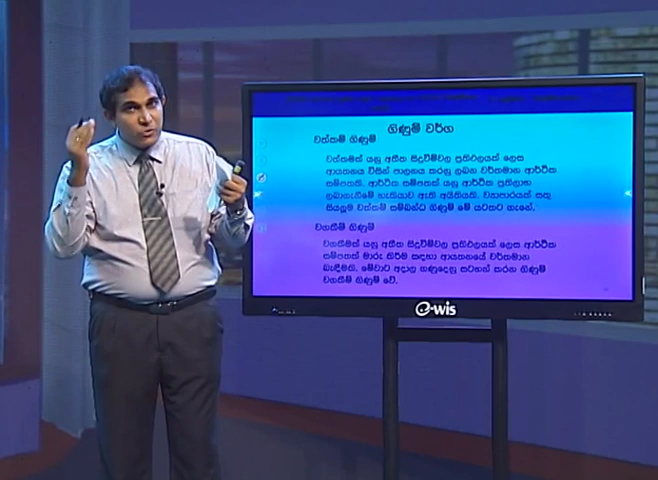 ගිණුම් වර්ග
වත්කම් ගිණුම්
වත්කමක් යනු අතීත සිදුවීම්වල ප්‍රතිඵලයක් ලෙස
ආයතනය විසින් පාලනය කරනු ලබන වර්තමාන ආර්ථික
සම්පතකි. ආර්ථික සම්පතක් යනු ආර්ථික ප්‍රතිලාභ
ලබාගැනීමේ හැකියාව ඇති අයිතියකි. ව්‍යාපාරයක් සතු
සියලුම වත්කම් සම්බන්ධ ගිණුම් මේ යටතට ගැනේ.
වගකීම් ගිණුම්
වගකීමක් යනු අතීත සිදුවීම්වල ප්‍රතිඵලයක් ලෙස ආර්ථික
සම්පතක් මාරු කිරීම සඳහා ආයතනයේ වර්තමාන
බැඳීමකි. මේවාට අදාල ගණුදෙනු සටහන් කරන ගිණුම්
වගකීම් ගිණුම් වේ.
e-wis